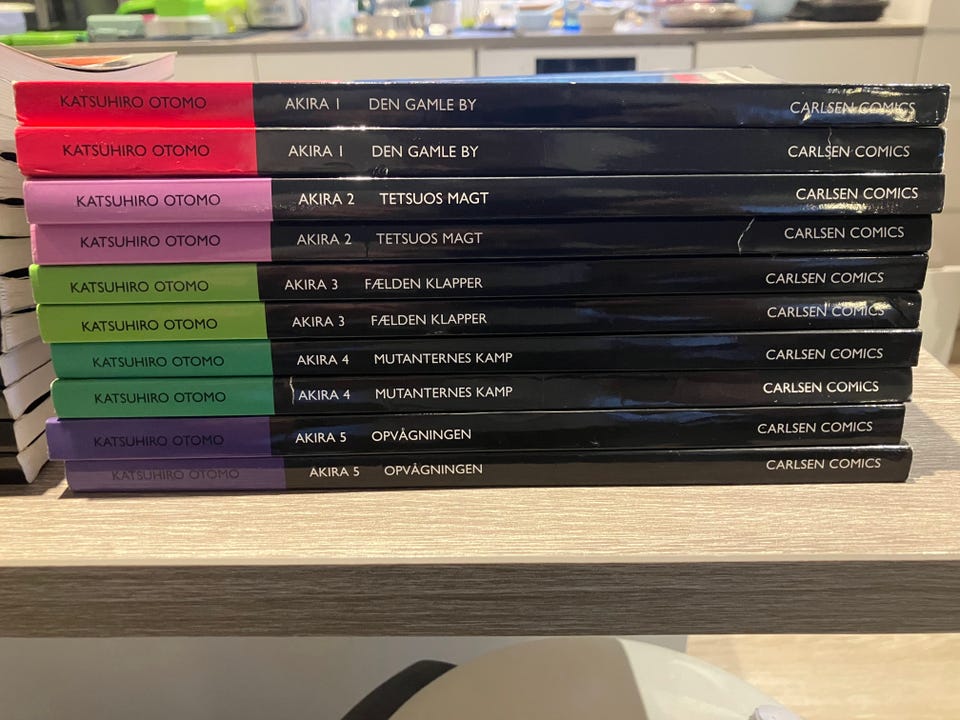 KATSUHIRO OTOMO AKIRA 1 DEN GAMLE BY CARLSEN COMICS
KATSUHIRO OTOMO AKIRA 1 DEN GAMLE BY CARLSEN COMICS
KATSUHIRO OTOMO AKIRA 2 TETSUOS MAGT CARLSEN COMICS
KATSUHIRO OTOMO AKIRA 2 TETSUOS MAGT CARLSEN COMICS
KATSUHIRO OTOMO AKIRA 3 FÆLDEN KLAPPER CARLSEN COMICS
KATSUHIRO OTOMO AKIRA 3 FÆLDEN KLAPPER CARLSEN COMICS
KATSUHIRO OTOMO AKIRA 4 MUTANTERNES KAMP CARLSEN COMICS
KATSUHIRO OTOMO AKIRA 4 MUTANTERNES KAMP CARLSEN COMICS
KATSUHIRO OTOMO AKIRA 5 OPVÅGNINGEN CARLSEN COMICS
KATSUHIRO OTOMO AKIRA 5 OPVÅGNINGEN CARLSEN COMICS